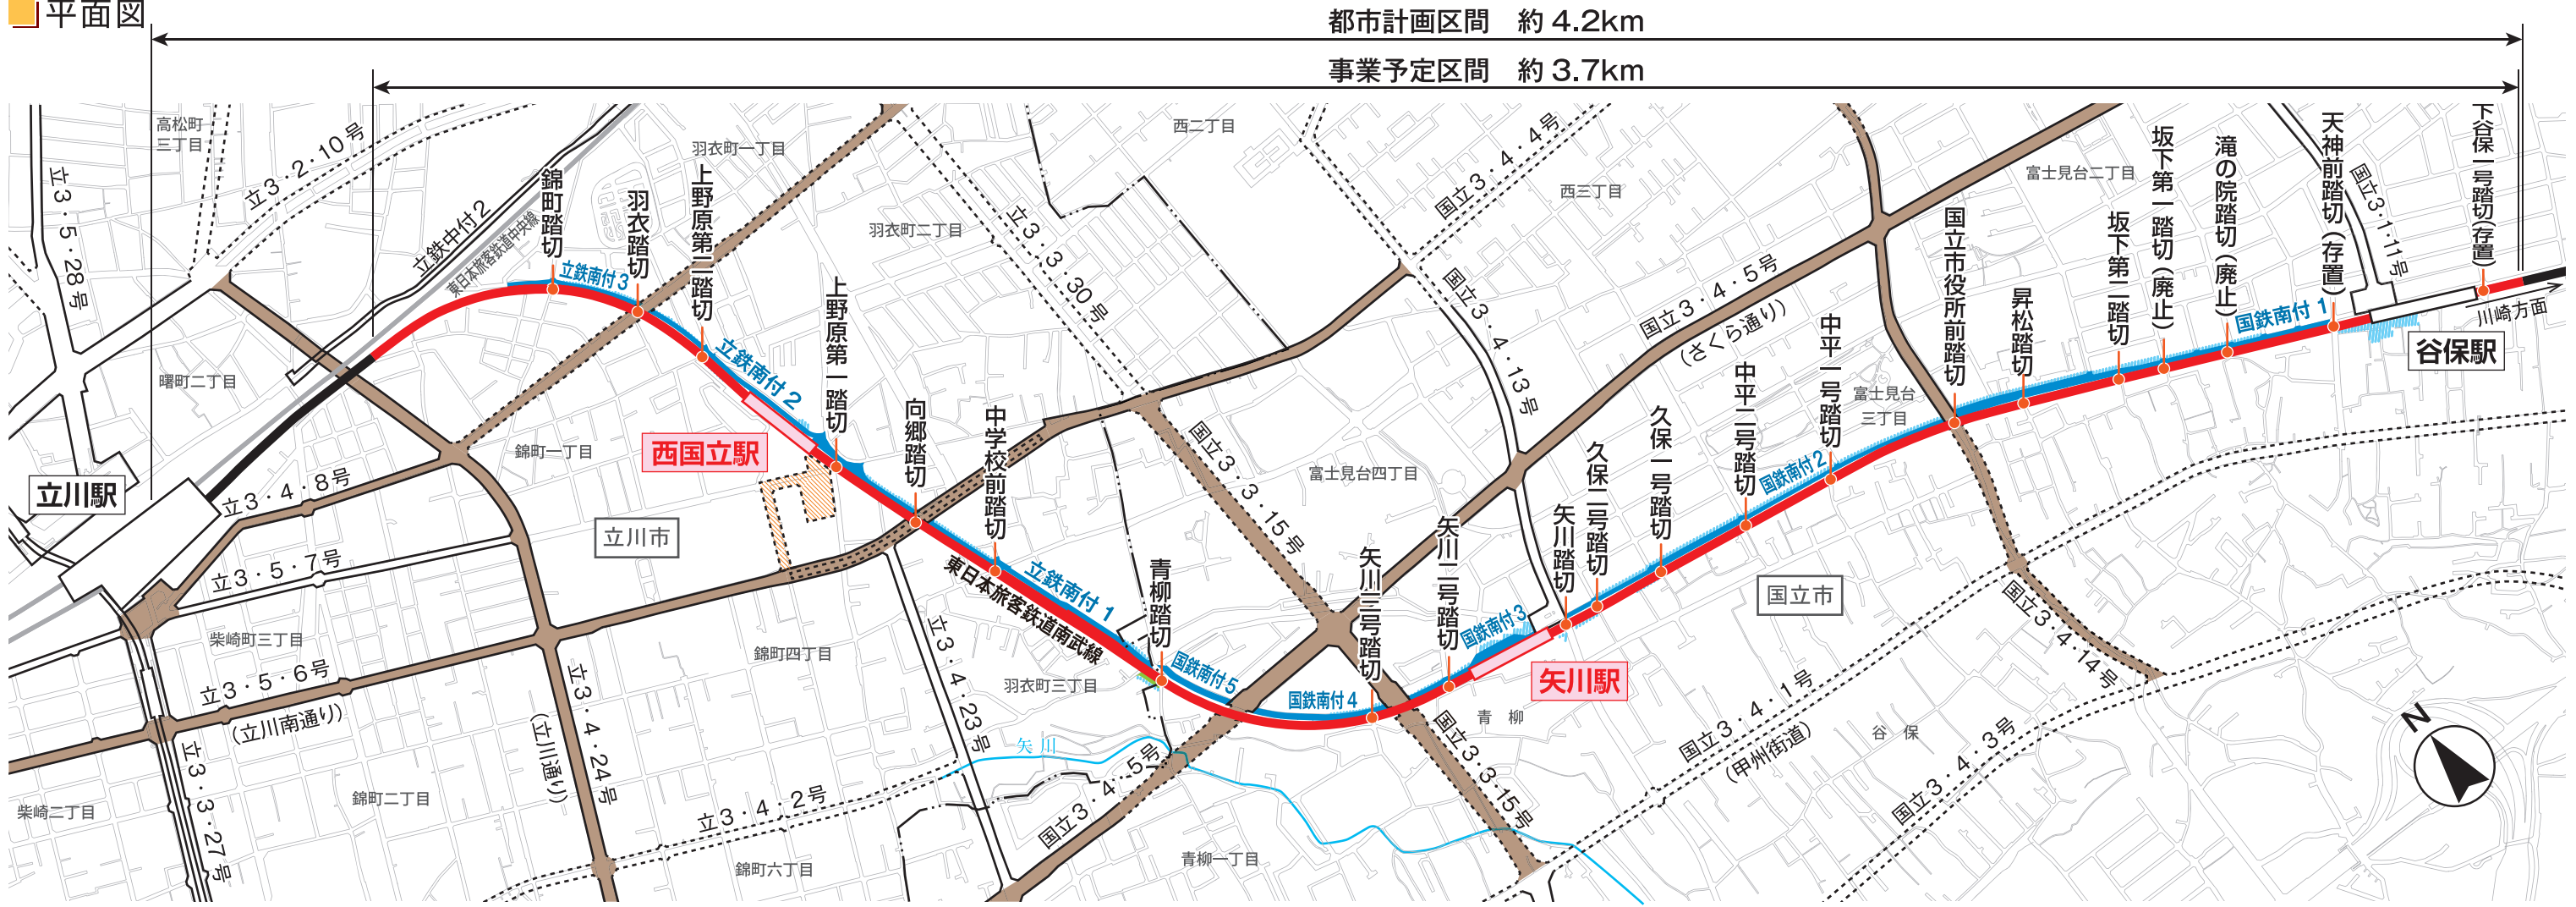 平面図
都市計画区間 約4.2km
事業予定区間 約3.7km
高松町
三丁目
立3・2・10号
立3・5・28号
立鉄中付2
東日本旅客鉄道中央線
曙町二丁目
錦町踏切
立鉄南付3
羽衣踏切
羽衣町一丁目
上野原第二踏切
立鉄南付2
上野原第一踏切
羽衣町二丁目
西二丁目
立3・3・30号
国立3・4・4号
西三丁目
国立3・4・13号
国立3・4・5号
(さくら通り)
富士見台二丁目
国立市役所前踏切
昇松踏切
坂下第二踏切
坂下第一踏切(廃止)
滝の院踏切(廃止)
天神前踏切(存置)
国立3・1・11号
下谷保一号踏切(存置)
国鉄南付1
川崎方面
谷保駅
立川駅
立3・4・8号
錦町一丁目
西国立駅
向郷踏切
中学校前踏切
立川市
立3・5・7号
柴崎町三丁目
立3・5・6号
(立川南通り)
立3・3・27号
柴崎二丁目
錦町二丁目
(立川通り)
立3・4・24号
錦町四丁目
立3・4・2号
錦町六丁目
立3・4・23号
東日本旅客鉄道南武線
立鉄南付1
青柳踏切
羽衣町三丁目
国鉄南付5
国鉄南付4
矢川
国立3・4・5号
青柳一丁目
国立3・3・15号
富士見台四丁目
矢川三号踏切
矢川二号踏切
国鉄南付3
矢川踏切
矢川駅
久保二号踏切
久保一号踏切
中平二号踏切
中平一号踏切
国鉄南付2
富士見台
三丁目
国立市
青柳
国立3・3・15号
国立3・4・1号
(甲州街道)
国立3・4・14号
谷保
国立3・4・3号
N